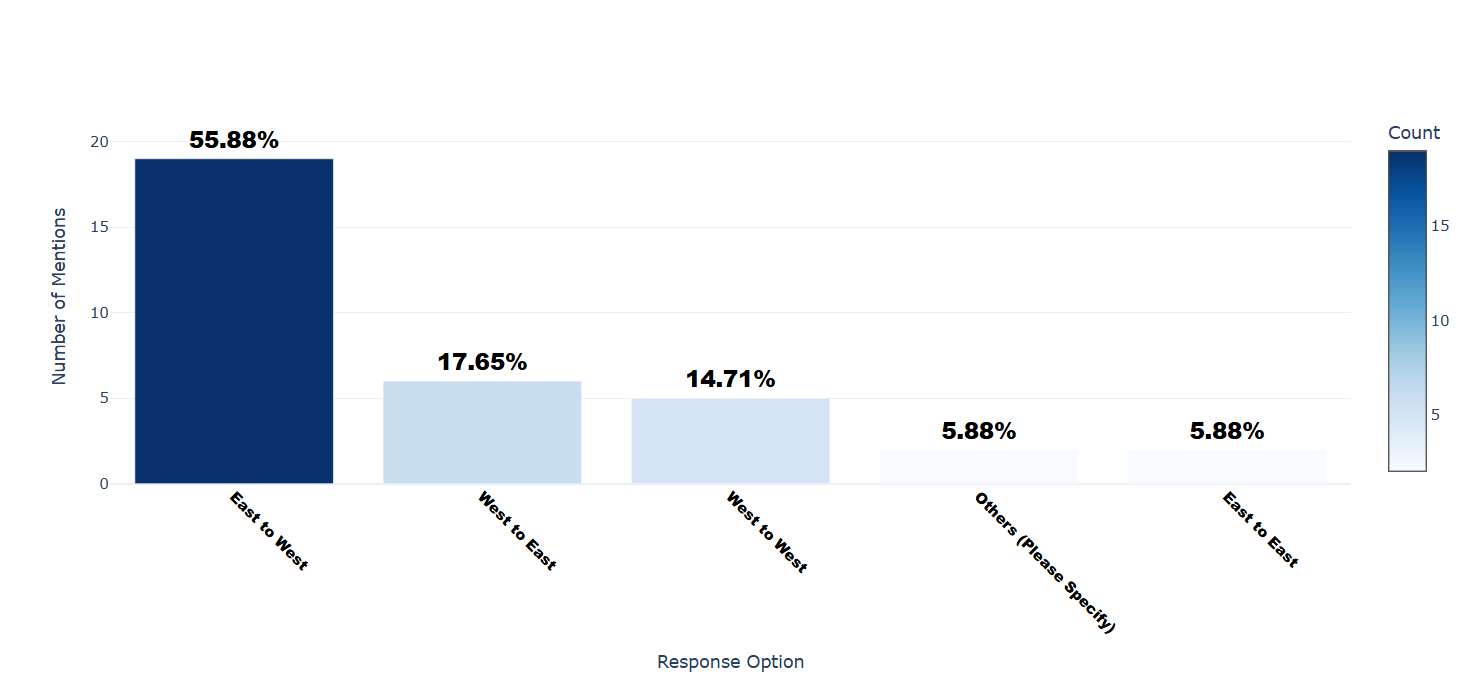 55.88%
17.65%
14.71%
5.88%
5.88%
20
15
10
5
0
Number of Mentions
East to West
West to East
West to West
Others (Please Specify)
East to East
Response Option
Count
15
10
5